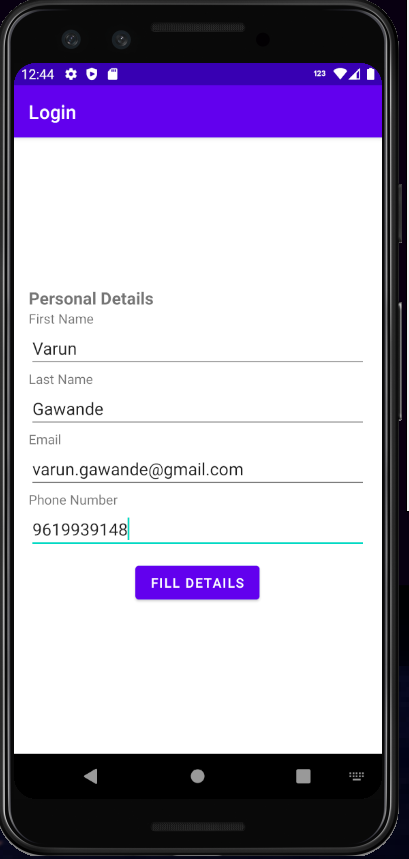 12:44 123
Login
Personal Details
First Name
Varun
Last Name
Gawande
Email
varun.gawande@gmail.com
Phone Number
9619939148
FILL DETAILS